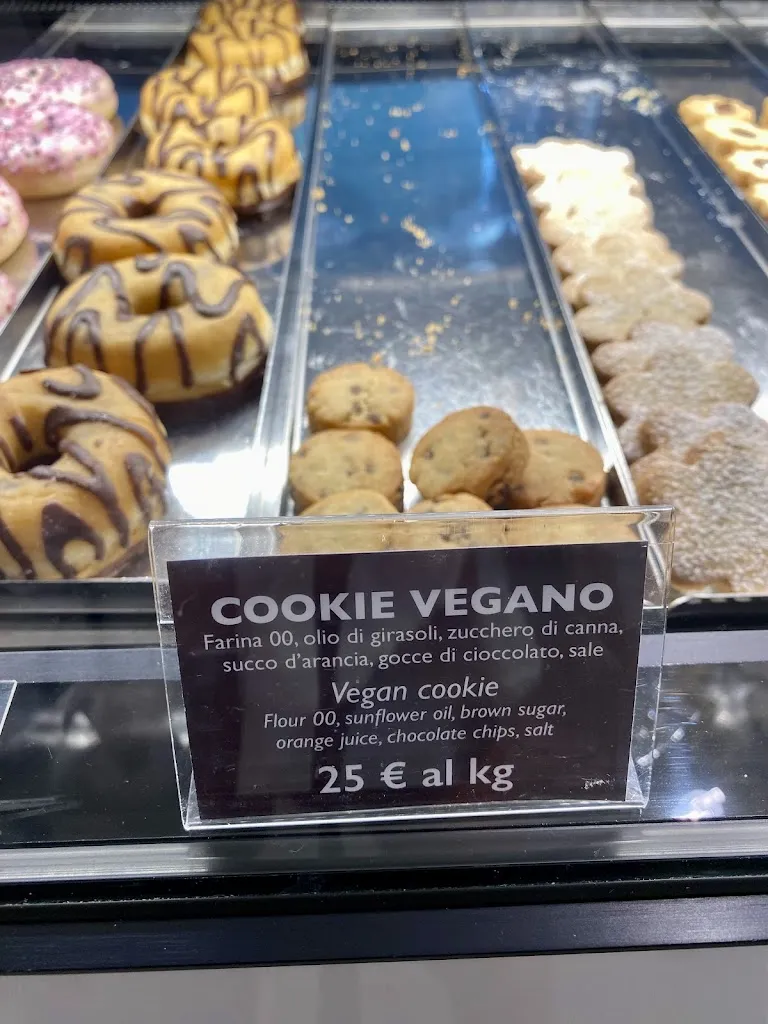 COOKIE VEGANO
Farina 00, olio di girasoli, zucchero di canna,
succo d'arancia, gocce di cioccolato, sale
Vegan cookie
Flour 00, sunflower oil, brown sugar,
orange juice, chocolate chips, salt
25 € al kg